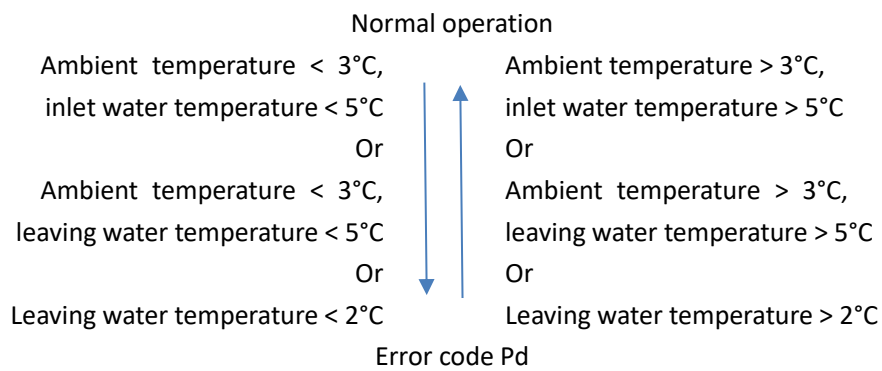 Normal operation
Ambient temperature < 3°C,
inlet water temperature < 5°C
Or
Ambient temperature < 3°C,
leaving water temperature < 5°C
Or
Leaving water temperature < 2°C
Ambient temperature > 3°C,
inlet water temperature > 5°C
Or
Ambient temperature > 3°C,
leaving water temperature > 5°C
Or
Leaving water temperature > 2°C
Error code Pd